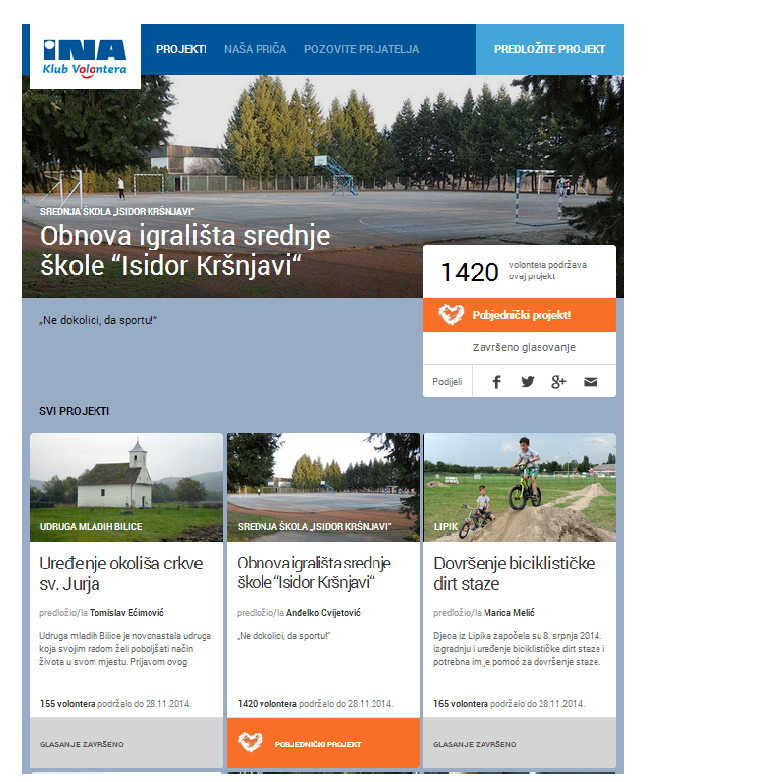 INA
Klub Volontera
PROJEKTI
NAŠA PRIČA
POZOVITE PRIJATELJA
PREDLOŽITE PROJEKT
SREDNJA ŠKOLA „ISIDOR KRŠNJAVI“
Obnova igrališta srednje
škole “Isidor Kršnjavi“
1420
volontera podržava
ovaj projekt
Pobjednički projekt!
Završeno glasovanje
Podijeli
„Ne dokolici, da sportu!“
SVI PROJEKTI
UDRUGA MLADIH BILICE
Uređenje okoliša crkve
sv. Jurja
predložio/la Tomislav Ećimović
Udruga mladih Bilice je novonastala udruga
koja svojim radom želi poboljšati način
života u svom mjestu. Prijavom ovog
155 volontera podržalo do 28.11.2014.
GLASANJE ZAVRŠENO
SREDNJA ŠKOLA „ISIDOR KRŠNJAVI“
Obnova igrališta srednje
škole “Isidor Kršnjavi“
predložio/la Anđelko Cvijetović
„Ne dokolici, da sportu!“
1420 volontera podržalo do 28.11.2014.
POBJEDNIČKI PROJEKT
LIPIK
Dovršenje biciklističke
dirt staze
predložio/la Marica Melić
Djeca iz Lipika započela su 8. srpnja 2014.
izgradnju i uređenje biciklističke dirt staze i
potrebna im je pomoć za dovršenje staze.
165 volontera podržalo do 28.11.2014.
GLASANJE ZAVRŠENO